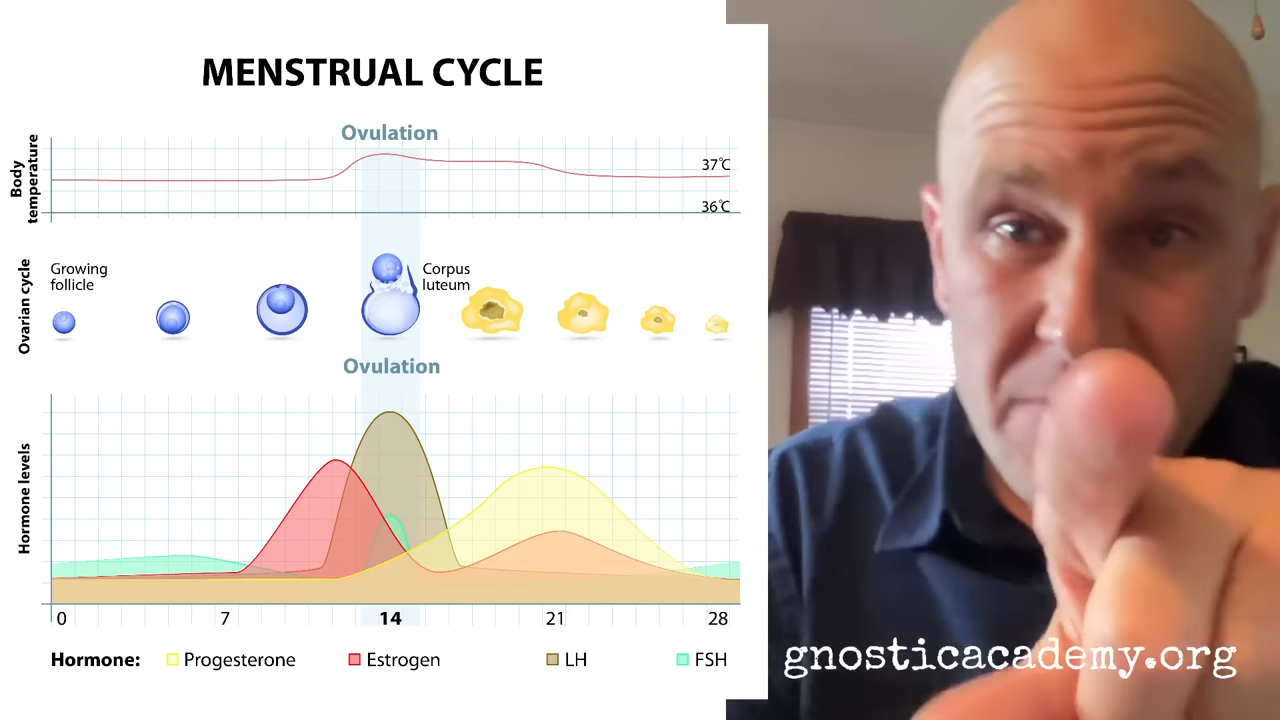 MENSTRUAL CYCLE
Ovulation
Body
temperature
37°C
36°C
Ovarian cycle
Growing
follicle
Corpus
luteum
Ovulation
Hormone levels
0 7 14 21 28
Hormone: Progesterone Estrogen LH FSH
gnosticacademy.org